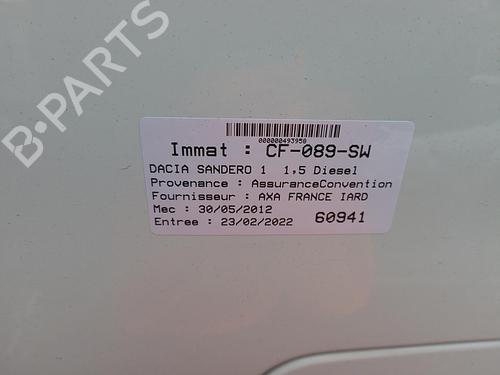 B-PARTS
000000493958
Immat : CF-089-SW
DACIA SANDERO 1 1,5 Diesel
Provenance : AssuranceConvention
Fournisseur : AXA FRANCE IARD
Mec : 30/05/2012
Entree : 23/02/2022 60941